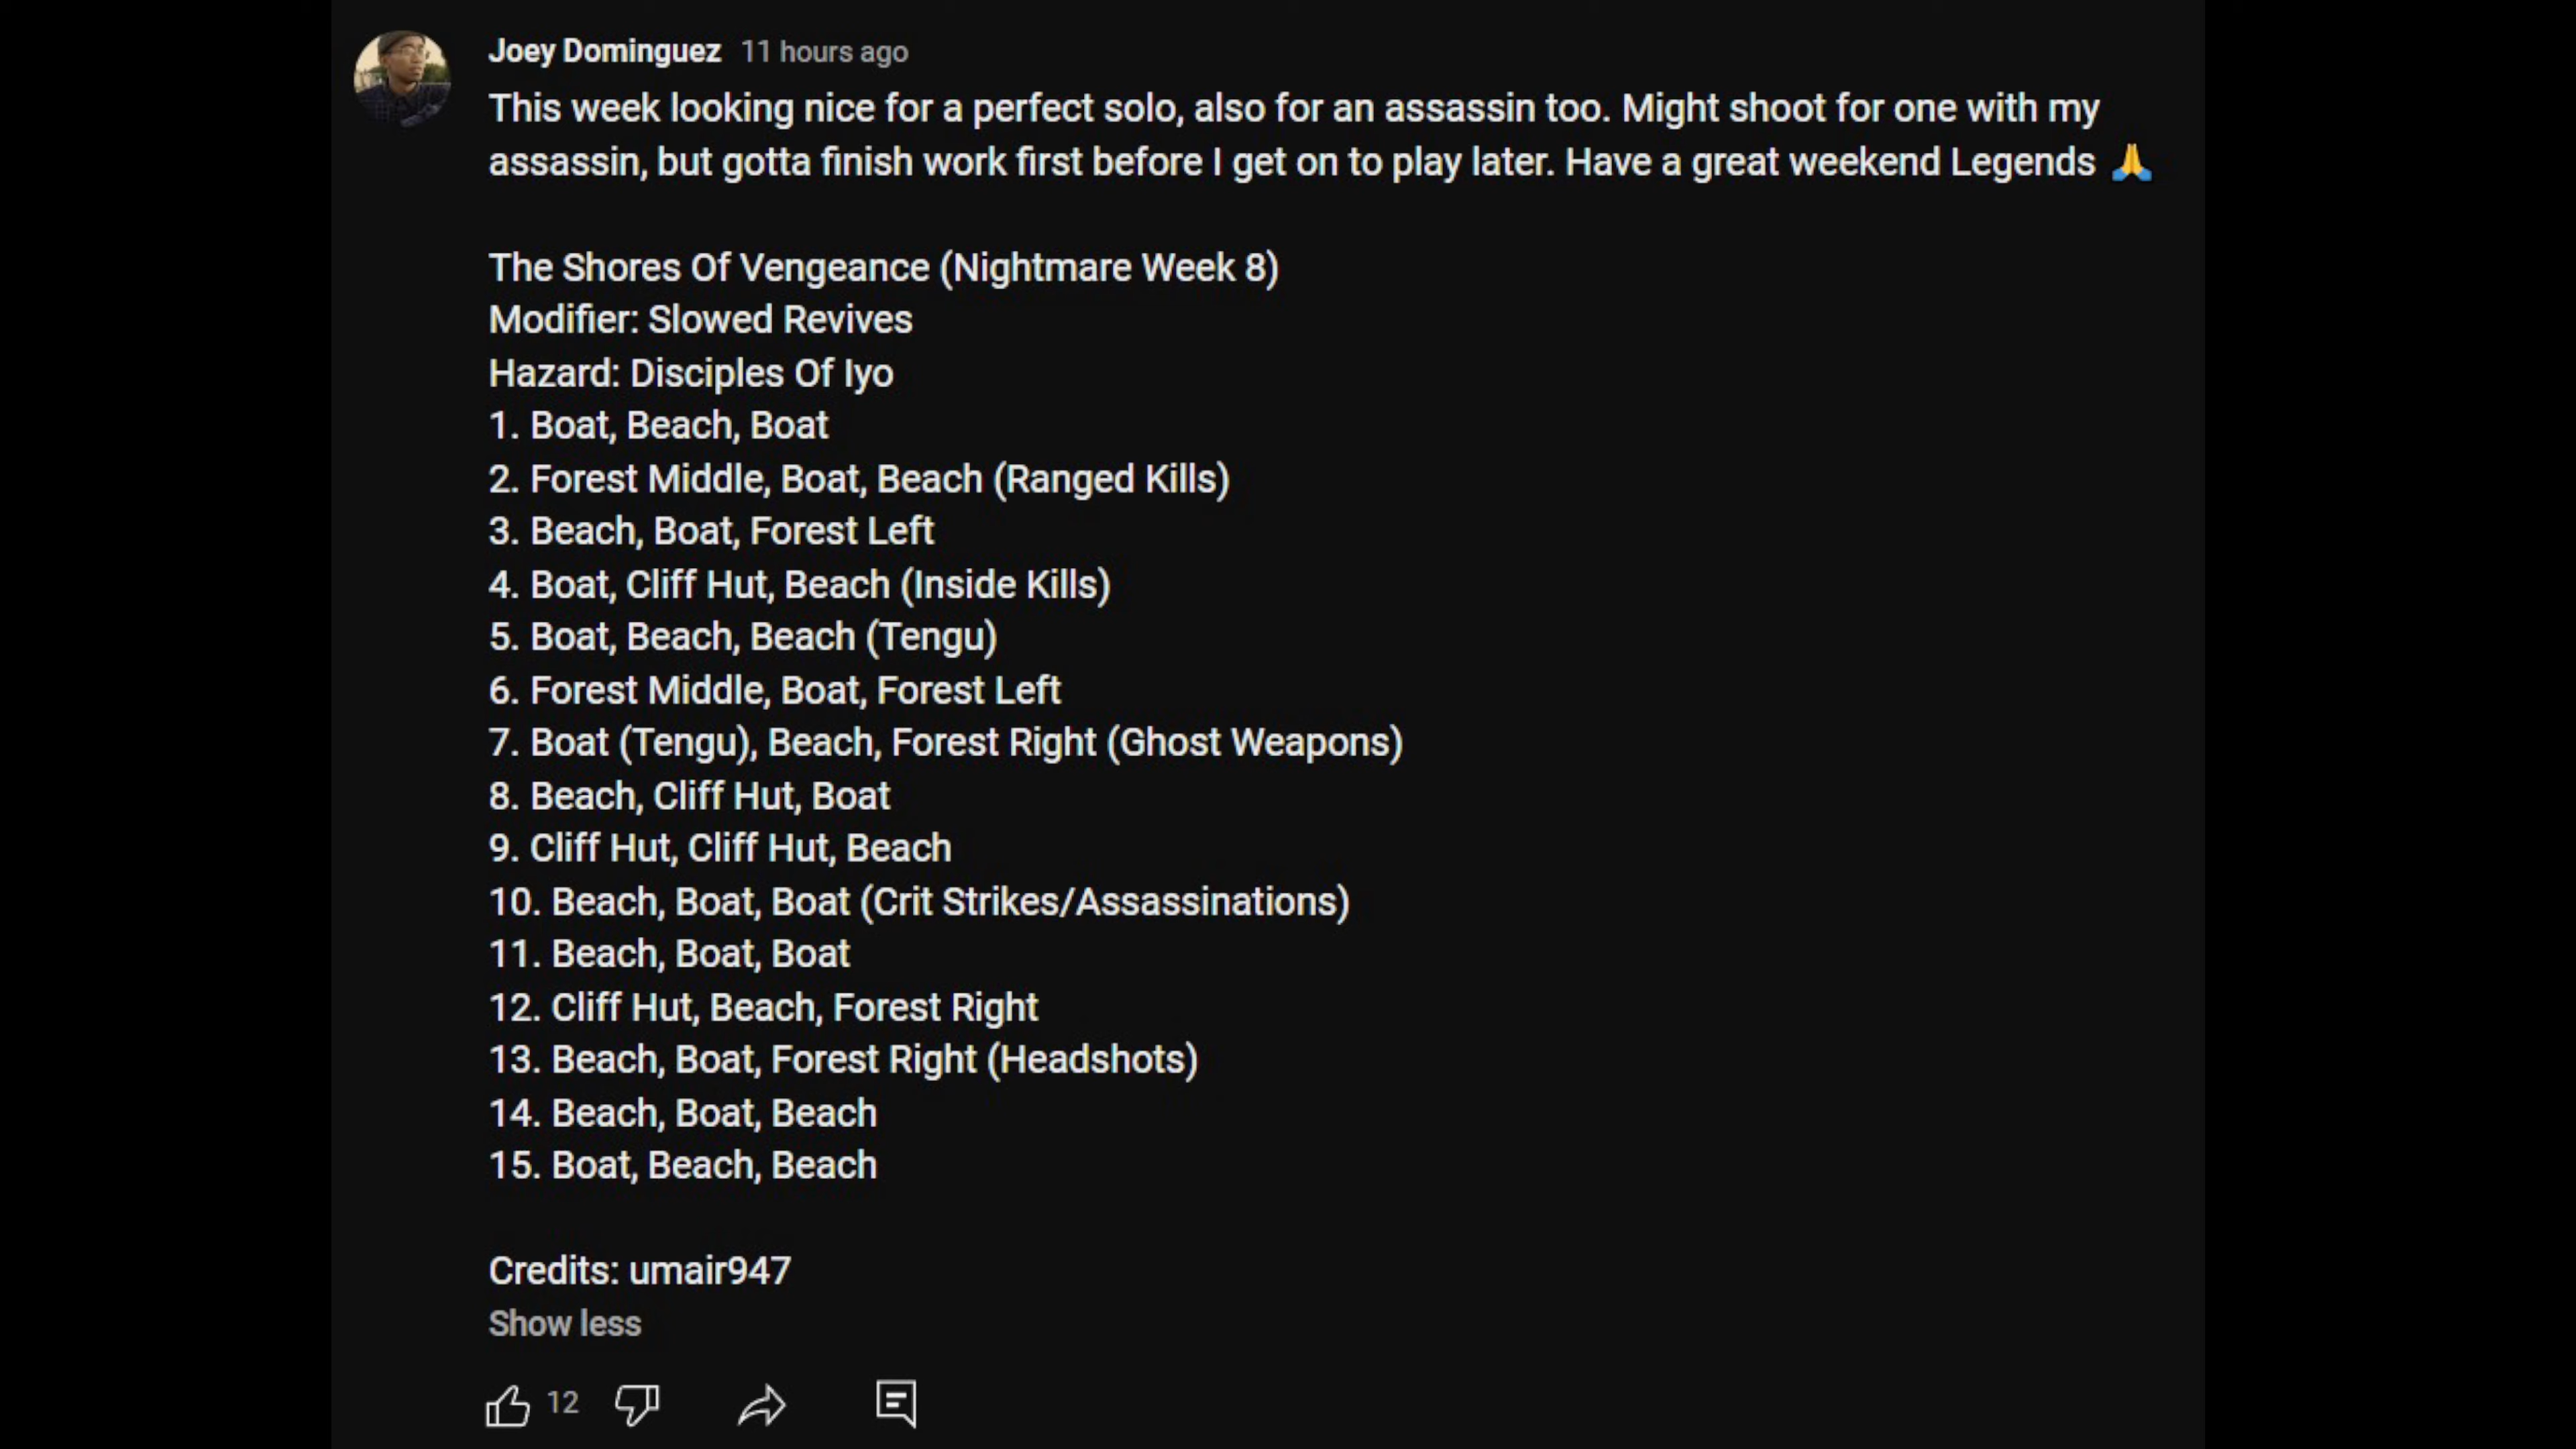 Joey Dominguez 11 hours ago
This week looking nice for a perfect solo, also for an assassin too. Might shoot for one with my
assassin, but gotta finish work first before I get on to play later. Have a great weekend Legends 🙏
The Shores Of Vengeance (Nightmare Week 8)
Modifier: Slowed Revives
Hazard: Disciples Of Iyo
1. Boat, Beach, Boat
2. Forest Middle, Boat, Beach (Ranged Kills)
3. Beach, Boat, Forest Left
4. Boat, Cliff Hut, Beach (Inside Kills)
5. Boat, Beach, Beach (Tengu)
6. Forest Middle, Boat, Forest Left
7. Boat (Tengu), Beach, Forest Right (Ghost Weapons)
8. Beach, Cliff Hut, Boat
9. Cliff Hut, Cliff Hut, Beach
10. Beach, Boat, Boat (Crit Strikes/Assassinations)
11. Beach, Boat, Boat
12. Cliff Hut, Beach, Forest Right
13. Beach, Boat, Forest Right (Headshots)
14. Beach, Boat, Beach
15. Boat, Beach, Beach
Credits: umair947
Show less
12